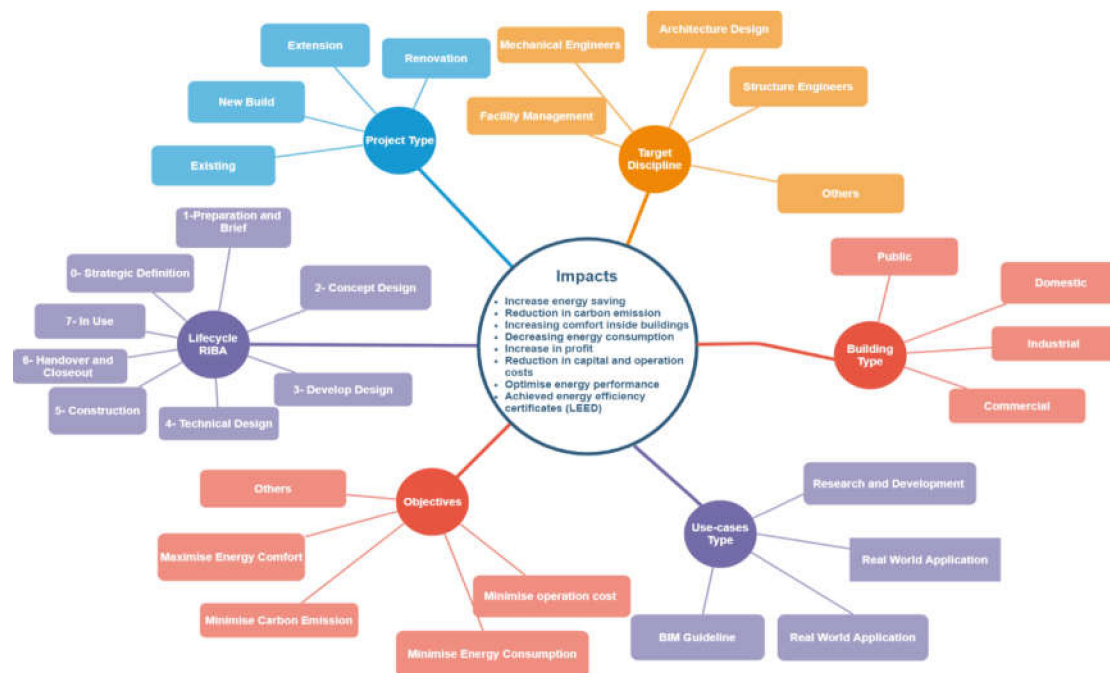 Extension
Renovation
New Build
Existing
Project Type
Mechanical Engineers
Architecture Design
Structure Engineers
Facility Management
Others
Target
Discipline
1-Preparation and
Brief
0- Strategic Definition
2- Concept Design
7- In Use
Lifecycle
RIBA
6- Handover and
Closeout
3- Develop Design
5- Construction
4- Technical Design
Impacts
• Increase energy saving
• Reduction in carbon emission
• Increasing comfort inside buildings
• Decreasing energy consumption
• Increase in profit
• Reduction in capital and operation
costs
• Optimise energy performance
• Achieved energy efficiency
certificates (LEED)
Public
Domestic
Industrial
Commercial
Building
Type
Others
Objectives
Maximise Energy Comfort
Minimise Carbon Emission
Minimise operation cost
Minimise Energy Consumption
Research and Development
Use-cases
Type
Real World Application
BIM Guideline
Real World Application